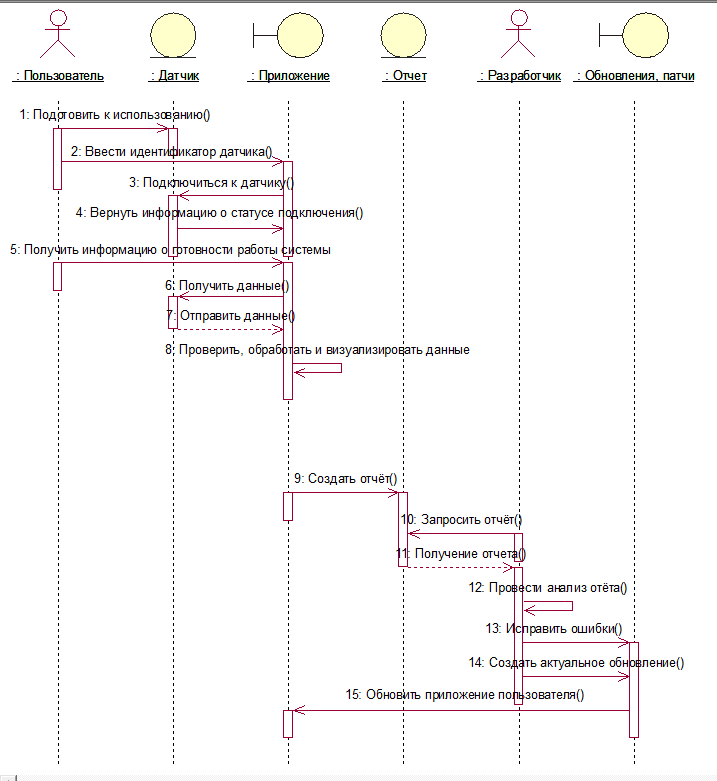 : Пользователь
: Датчик
: Приложение
: Отчет
: Разработчик
: Обновления, патчи
1: Подготовить к использованию()
2: Ввести идентификатор датчика()
3: Подключиться к датчику()
4: Вернуть информацию о статусе подключения()
5: Получить информацию о готовности работы системы
6: Получить данные()
7: Отправить данные()
8: Проверить, обработать и визуализировать данные
9: Создать отчёт()
10: Запросить отчёт()
11: Получение отчета()
12: Провести анализ отёта()
13: Исправить ошибки()
14: Создать актуальное обновление()
15: Обновить приложение пользователя()